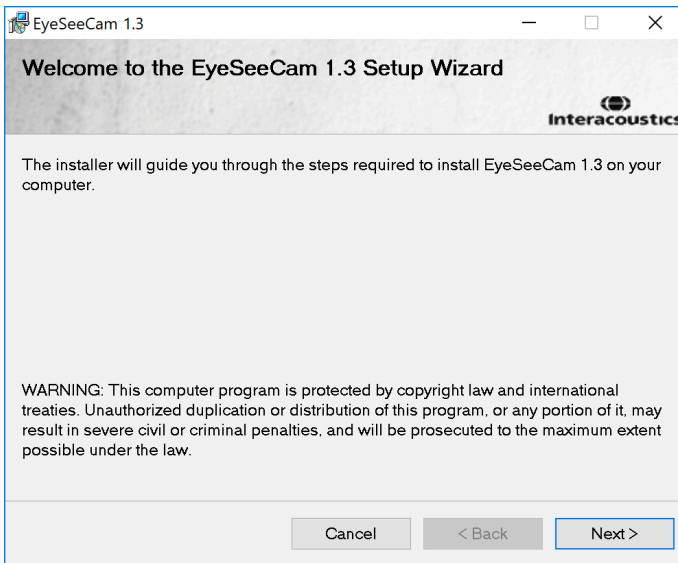 EyeSeeCam 1.3
Welcome to the EyeSeeCam 1.3 Setup Wizard
Interacoustics
The installer will guide you through the steps required to install EyeSeeCam 1.3 on your
computer.
WARNING: This computer program is protected by copyright law and international
treaties. Unauthorized duplication or distribution of this program, or any portion of it, may
result in severe civil or criminal penalties, and will be prosecuted to the maximum extent
possible under the law.
Cancel < Back Next >